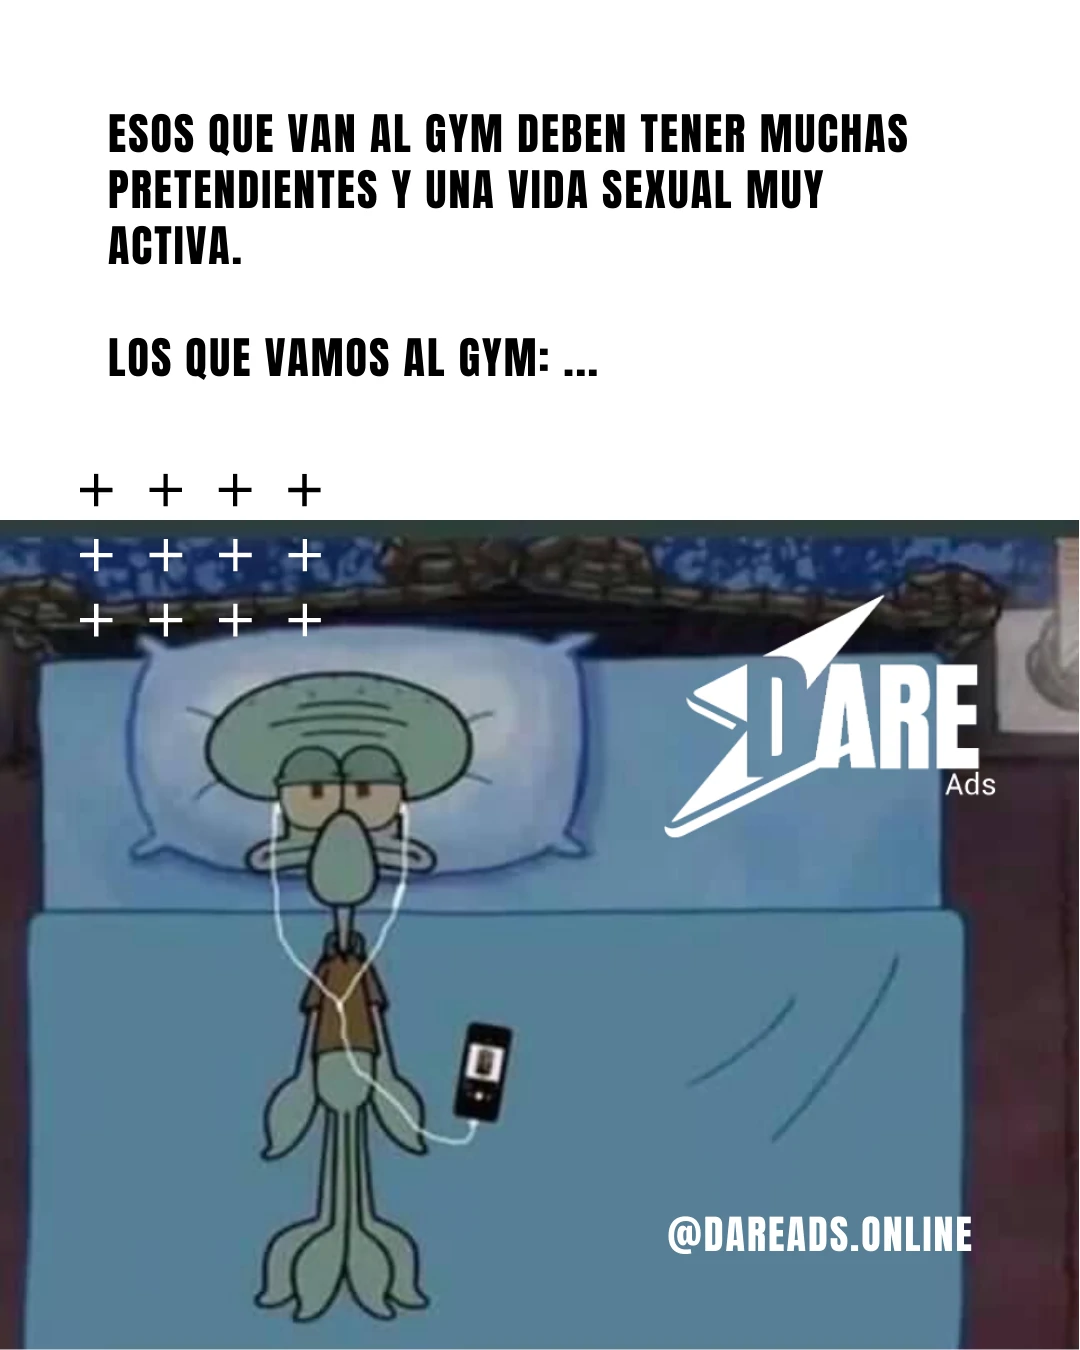 ESOS QUE VAN AL GYM DEBEN TENER MUCHAS
PRETENDIENTES Y UNA VIDA SEXUAL MUY
ACTIVA.
LOS QUE VAMOS AL GYM: ...
DARE
Ads
@DAREADS.ONLINE